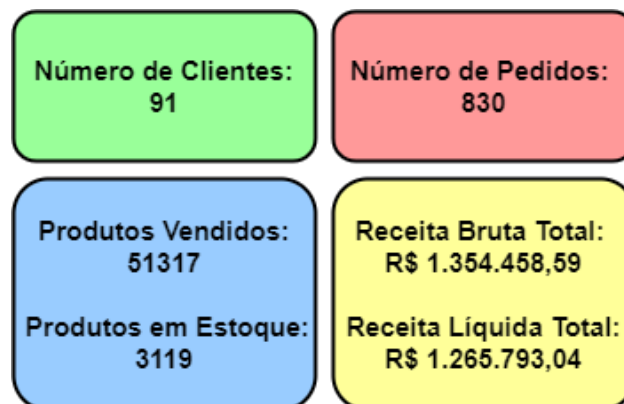 Número de Clientes:
91
Número de Pedidos:
830
Produtos Vendidos:
51317
Produtos em Estoque:
3119
Receita Bruta Total:
R$ 1.354.458,59
Receita Líquida Total:
R$ 1.265.793,04